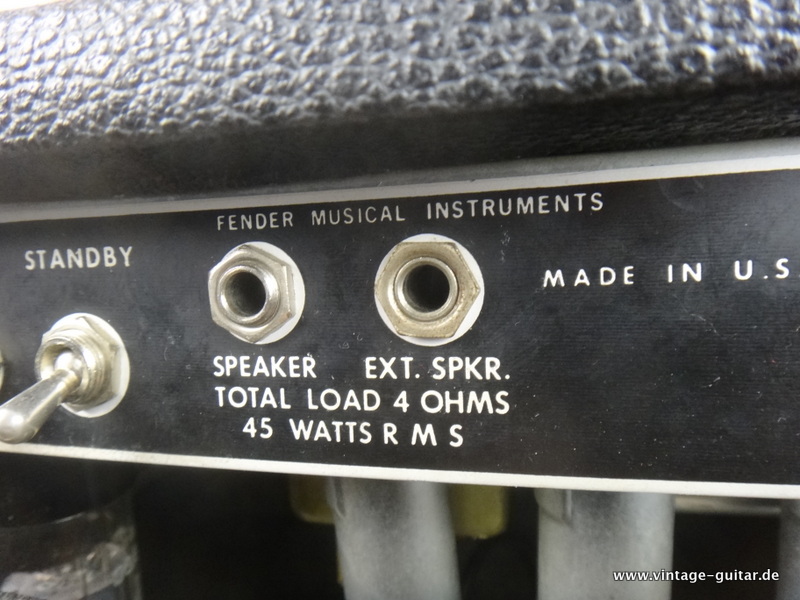 FENDER MUSICAL INSTRUMENTS
STANDBY
MADE IN U.S
SPEAKER EXT. SPKR.
TOTAL LOAD 4 OHMS
45 WATTS R M S
www.vintage-guitar.de